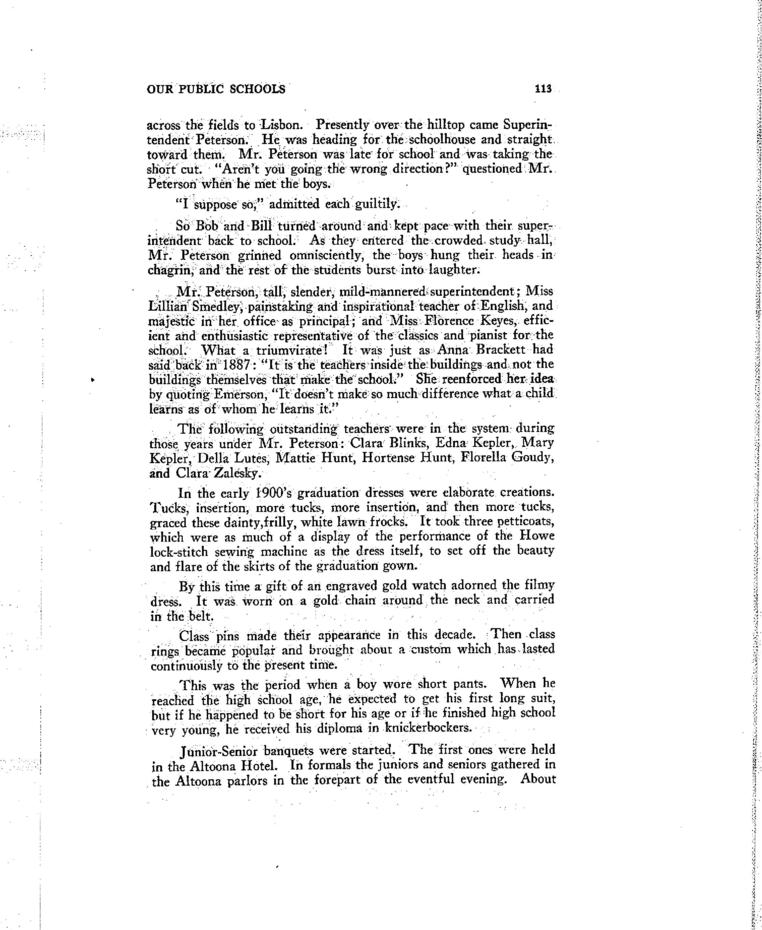 OUR PUBLIC SCHOOLS 113
across the fields to Lisbon. Presently over the hilltop came Superin-
tendent Peterson. He was heading for the schoolhouse and straight
toward them. Mr. Peterson was late for school and was taking the
short cut. "Aren't you going the wrong direction?" questioned Mr.
Peterson when he met the boys.
"I suppose so," admitted each guiltily.
So Bob and Bill turned around and kept pace with their super-
intendent back to school. As they entered the crowded study hall,
Mr. Peterson grinned omnisciently, the boys hung their heads in
chagrin, and the rest of the students burst into laughter.
Mr. Peterson, tall, slender, mild-mannered superintendent; Miss
Lillian Smedley, painstaking and inspirational teacher of English, and
majestic in her office as principal; and Miss Florence Keyes, effic-
ient and enthusiastic representative of the classics and pianist for the
school. What a triumvirate! It was just as Anna Brackett had
said back in 1887: "It is the teachers inside the buildings and not the
buildings themselves that make the school." She reenforced her idea
by quoting Emerson, "It doesn't make so much difference what a child
learns as of whom he learns it."
The following outstanding teachers were in the system during
those years under Mr. Peterson: Clara Blinks, Edna Kepler, Mary
Kepler, Della Lutes, Mattie Hunt, Hortense Hunt, Florella Goudy,
and Clara Zalesky.
In the early 1900's graduation dresses were elaborate creations.
Tucks, insertion, more tucks, more insertion, and then more tucks,
graced these dainty,frilly, white lawn frocks. It took three petticoats,
which were as much of a display of the performance of the Howe
lock-stitch sewing machine as the dress itself, to set off the beauty
and flare of the skirts of the graduation gown.
By this time a gift of an engraved gold watch adorned the filmy
dress. It was worn on a gold chain around the neck and carried
in the belt.
Class pins made their appearance in this decade. Then class
rings became popular and brought about a custom which has lasted
continuously to the present time.
This was the period when a boy wore short pants. When he
reached the high school age, he expected to get his first long suit,
but if he happened to be short for his age or if he finished high school
very young, he received his diploma in knickerbockers.
Junior-Senior banquets were started. The first ones were held
in the Altoona Hotel. In formals the juniors and seniors gathered in
the Altoona parlors in the forepart of the eventful evening. About